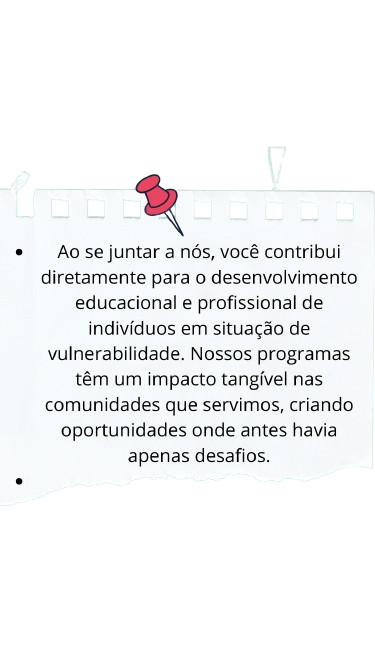 • Ao se juntar a nós, você contribui
diretamente para o desenvolvimento
educacional e profissional de
indivíduos em situação de
vulnerabilidade. Nossos programas
têm um impacto tangível nas
comunidades que servimos, criando
oportunidades onde antes havia
apenas desafios.
•